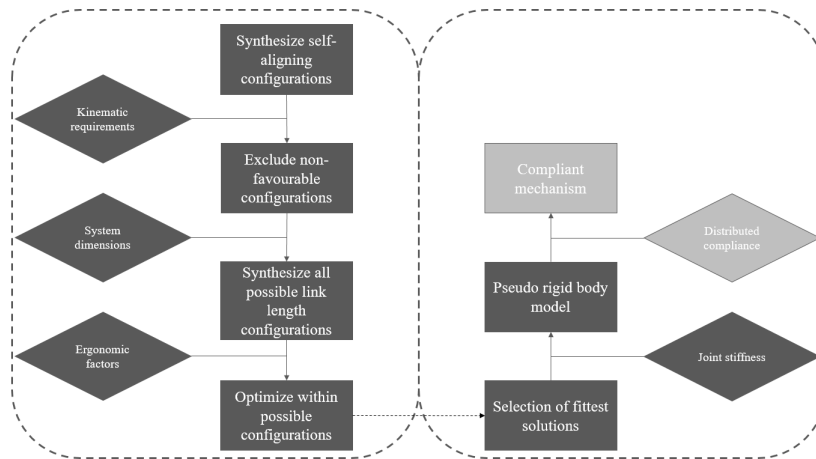 Synthesize self-
aligning
configurations
Kinematic
requirements
Exclude non-
favourable
configurations
System
dimensions
Synthesize all
possible link
length
configurations
Ergonomic
factors
Optimize within
possible
configurations
Compliant
mechanism
Distributed
compliance
Pseudo rigid body
model
Joint stiffness
Selection of fittest
solutions